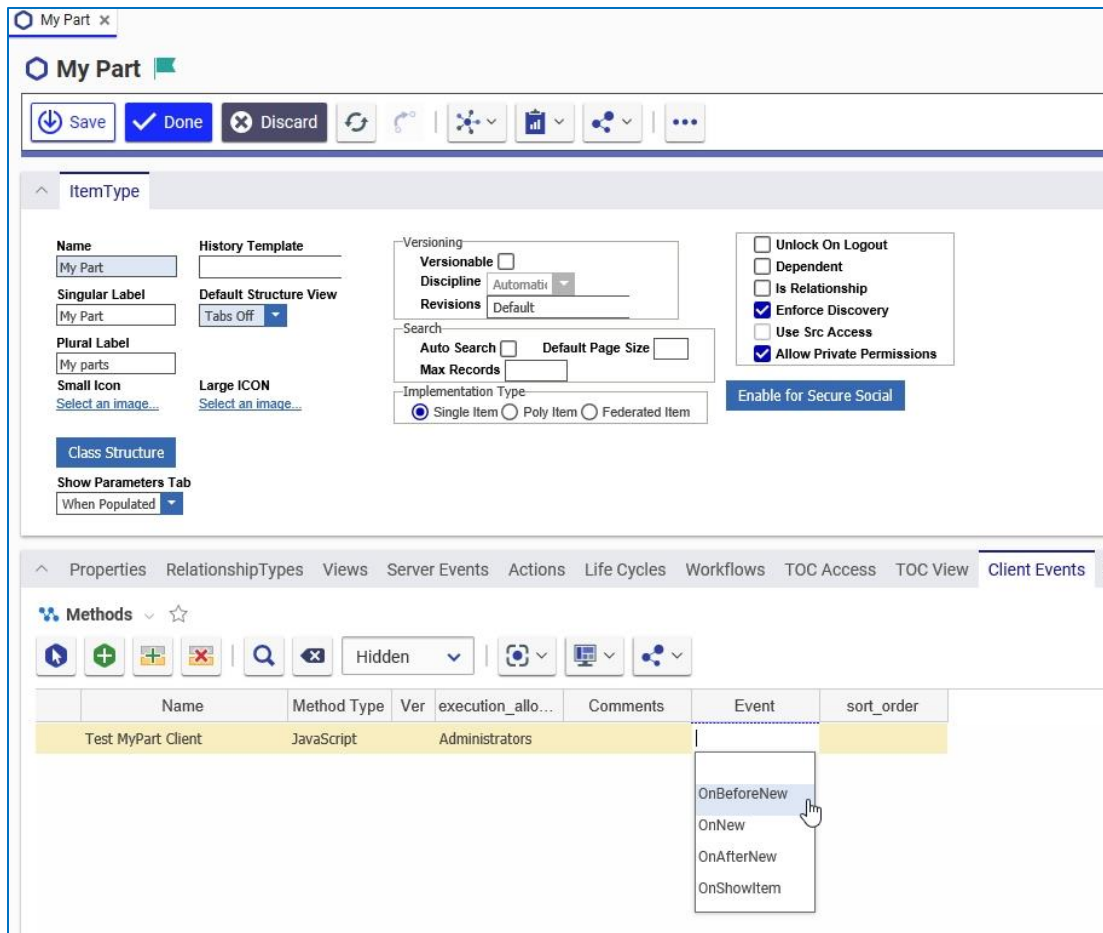 My Part
My Part
Save Done Discard
ItemType
Name History Template
My Part
Singular Label Default Structure View
My Part Tabs Off
Plural Label
My parts
Small Icon Large ICON
Select an image... Select an image...
Class Structure
Show Parameters Tab
When Populated
Versioning
Versionable
Discipline Automatic
Revisions Default
Search
Auto Search Default Page Size
Max Records
Implementation Type
Single Item Poly Item Federated Item
Unlock On Logout
Dependent
Is Relationship
Enforce Discovery
Use Src Access
Allow Private Permissions
Enable for Secure Social
Properties RelationshipTypes Views Server Events Actions Life Cycles Workflows TOC Access TOC View Client Events
Methods
Hidden
Name Method Type Ver execution_allo... Comments Event sort_order
Test MyPart Client JavaScript Administrators
OnBeforeNew
OnNew
OnAfterNew
OnShowItem